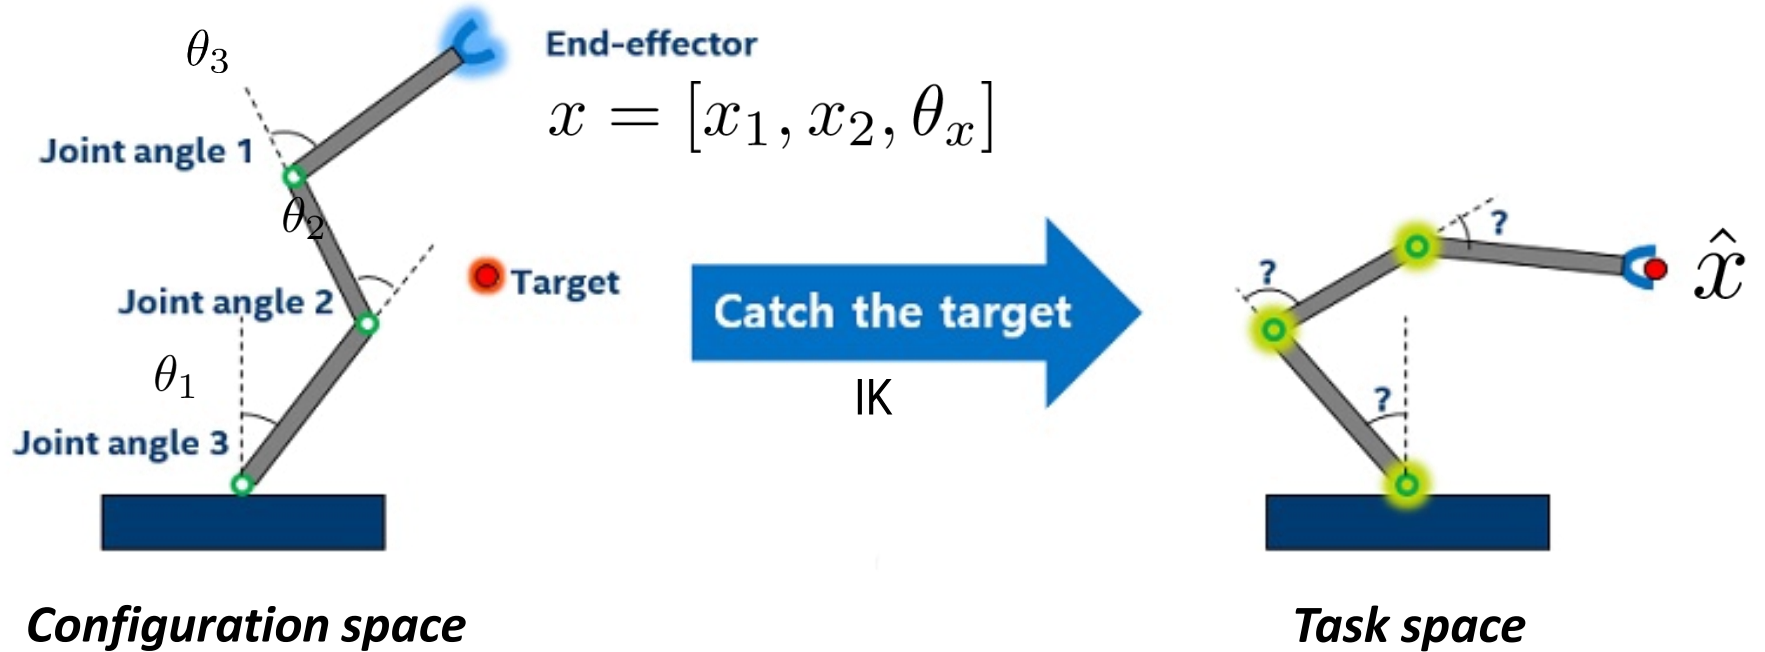 θ₃
End-effector
x = [x₁, x₂, θₓ]
Joint angle 1
θ₂
Target
Joint angle 2
θ₁
Joint angle 3
Catch the target
IK
?
?
?
x̂
Configuration space
Task space